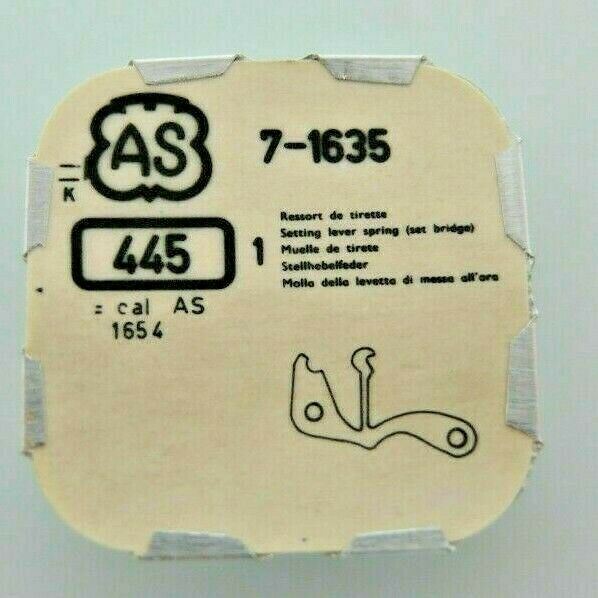 AS
7-1635
K
445
1
Ressort de tirette
Setting lever spring (set bridge)
Muelle de tirete
Stellhebelfeder
Molla della levetta di messa all'ora
= cal AS
1654